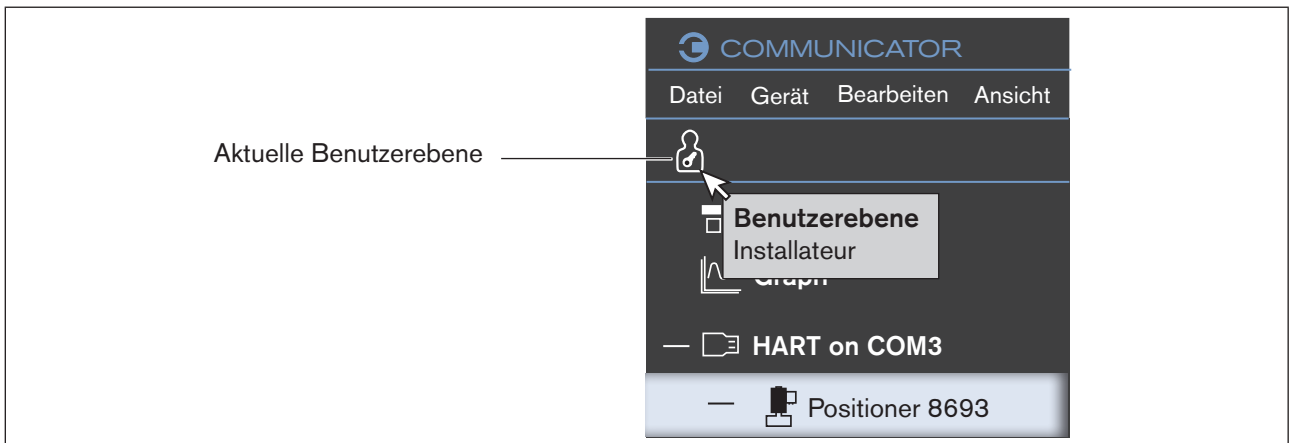 COMMUNICATOR
Datei Gerät Bearbeiten Ansicht
Aktuelle Benutzerebene
Benutzerebene
Installateur
Graph
HART on COM3
Positioner 8693